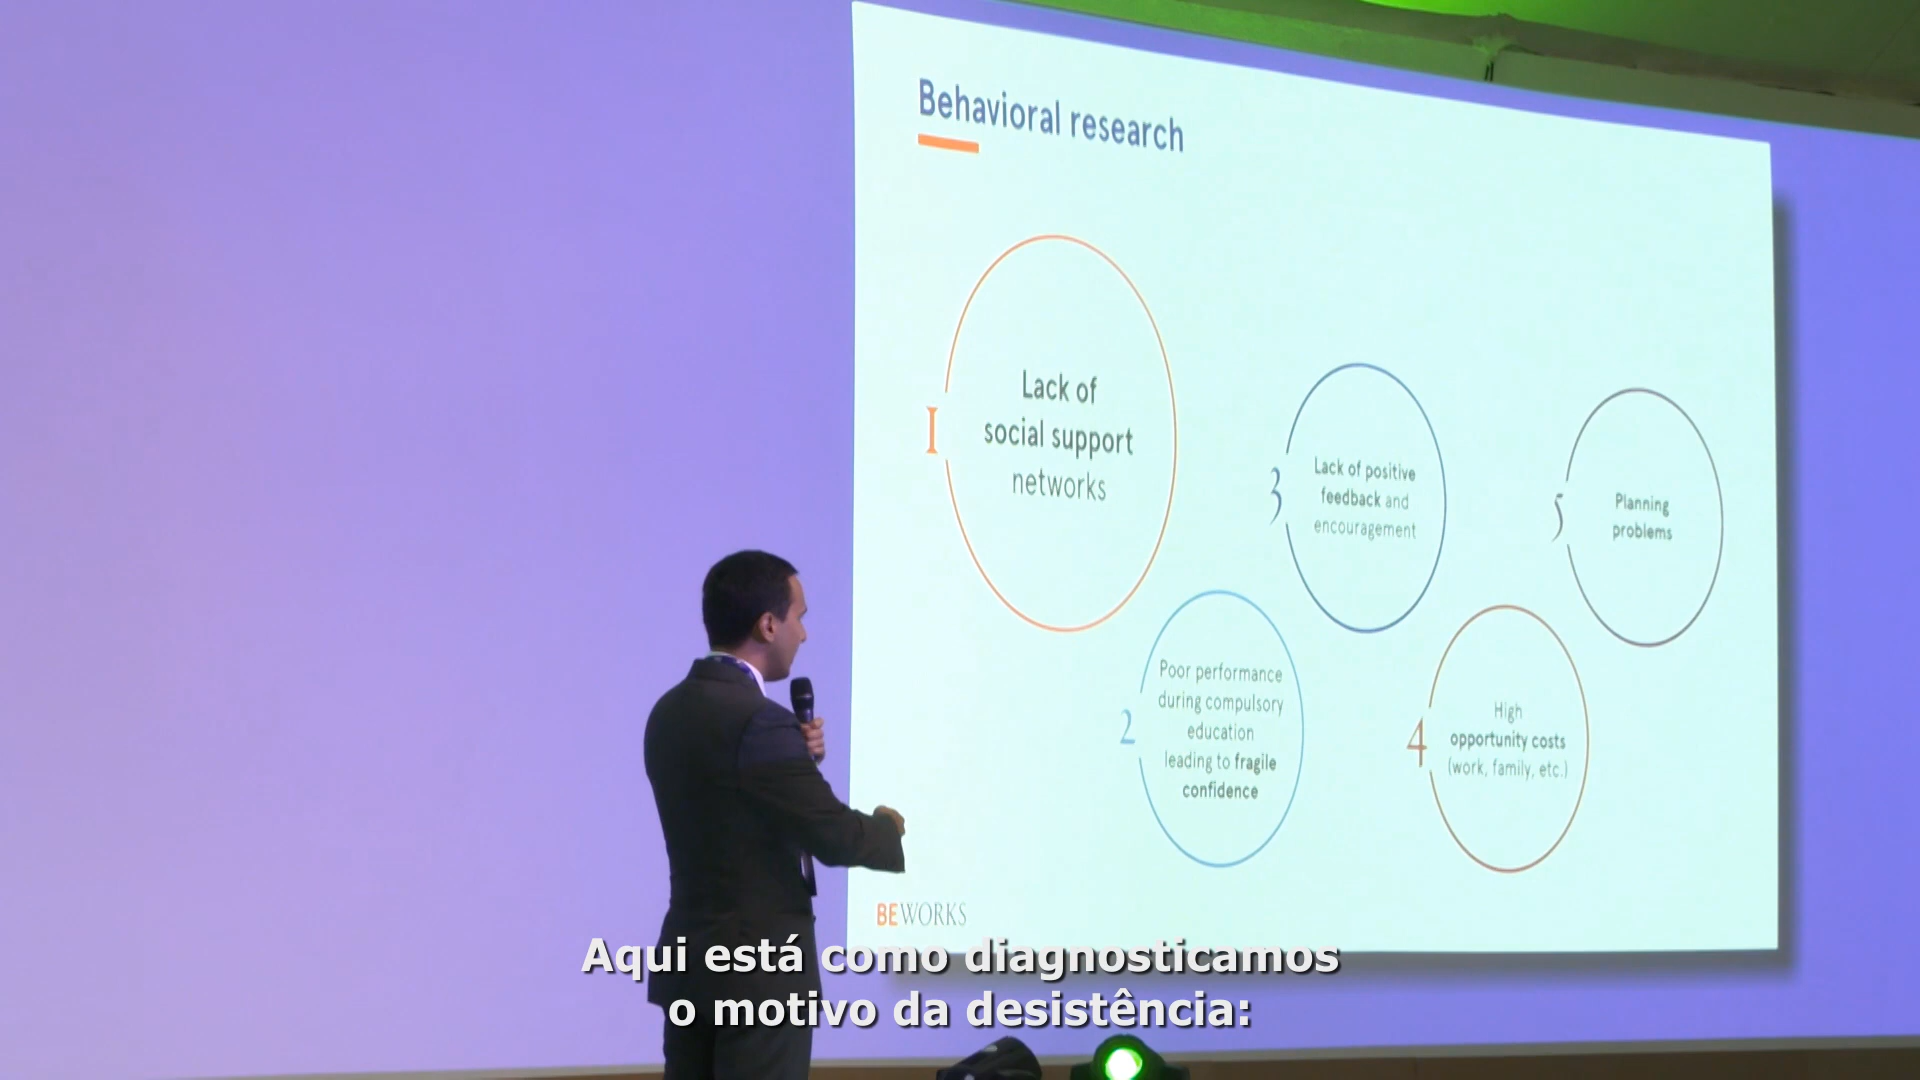 Behavioral research
1
Lack of
social support
networks
2
Poor performance
during compulsory
education
leading to fragile
confidence
3
Lack of positive
feedback and
encouragement
4
High
opportunity costs
(work, family, etc.)
5
Planning
problems
BEWORKS
Aqui está como diagnosticamos
o motivo da desistência: